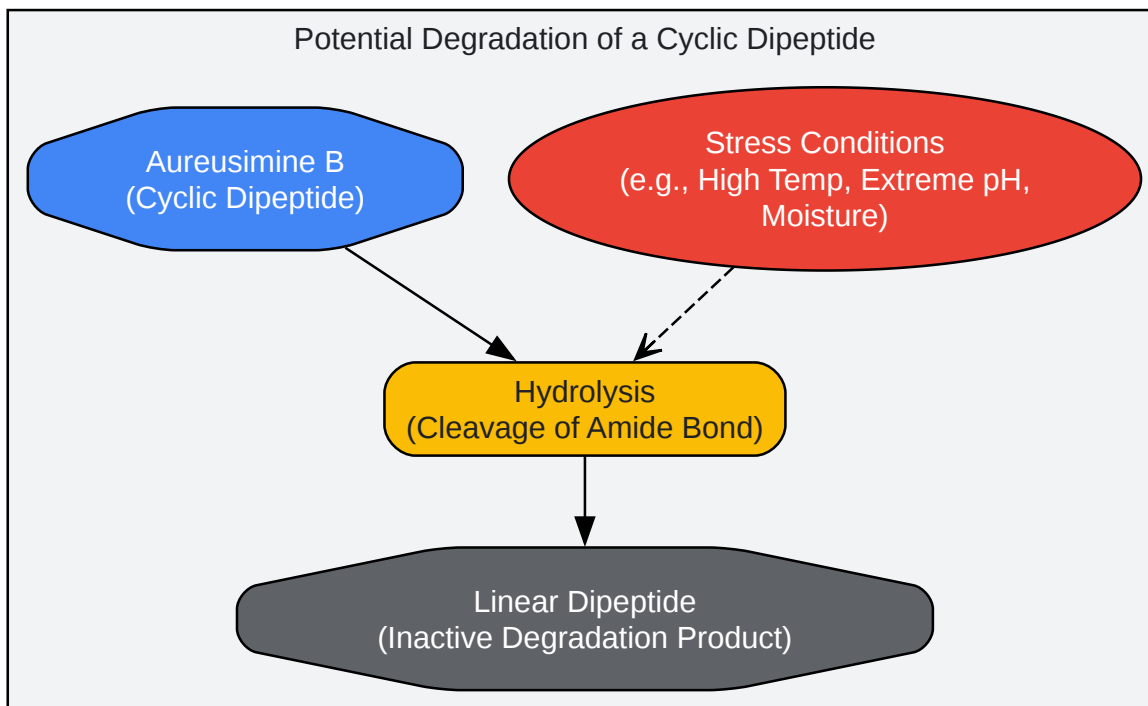 Potential Degradation of a Cyclic Dipeptide
Aureusimine B
(Cyclic Dipeptide)
Stress Conditions
(e.g., High Temp, Extreme pH,
Moisture)
Hydrolysis
(Cleavage of Amide Bond)
Linear Dipeptide
(Inactive Degradation Product)